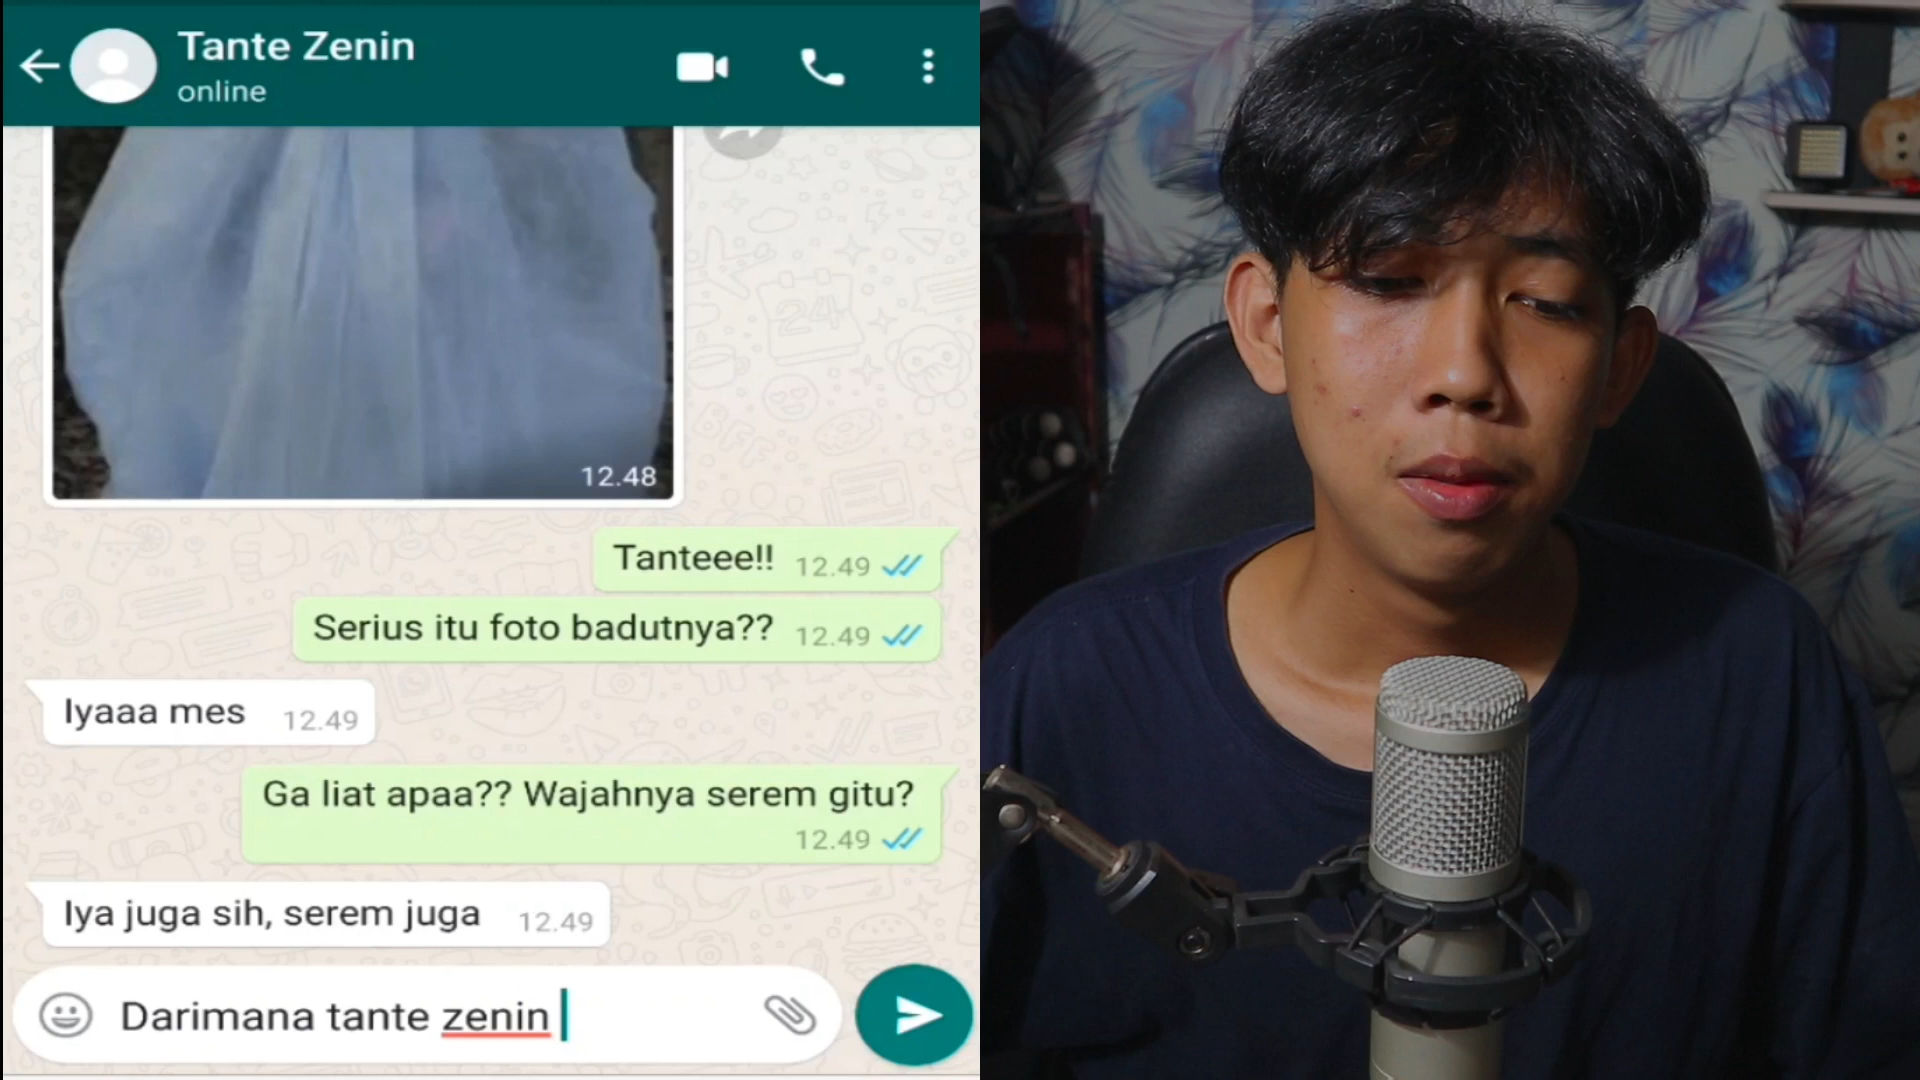 Tante Zenin
online
12.48
Tanteee!! 12.49
Serius itu foto badutnya?? 12.49
Iyaaa mes 12.49
Ga liat apaa?? Wajahnya serem gitu?
12.49
Iya juga sih, serem juga 12.49
Darimana tante zenin